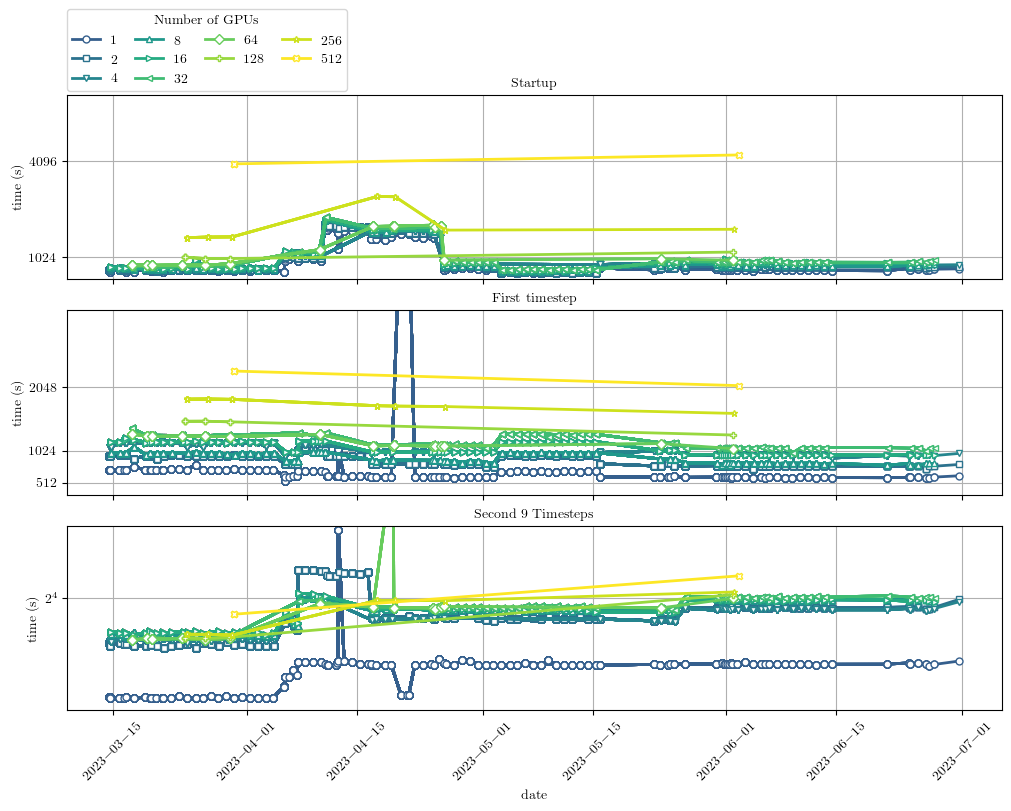 Number of GPUs
1 8 64 256
2 16 128 512
4 32
Startup
4096
1024
time (s)
First timestep
2048
1024
512
time (s)
Second 9 Timesteps
2⁴
time (s)
2023−03−15 2023−04−01 2023−04−15 2023−05−01 2023−05−15 2023−06−01 2023−06−15 2023−07−01
date